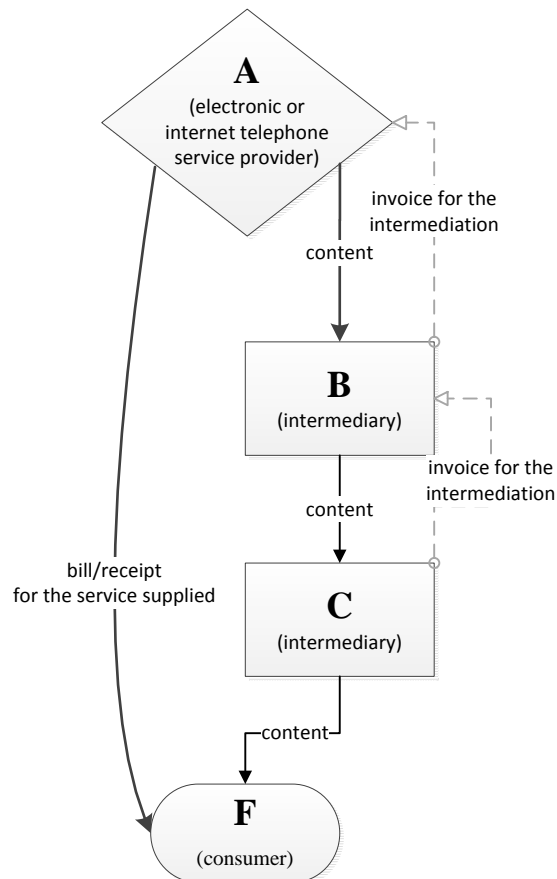 A
(electronic or
internet telephone
service provider)
invoice for the
intermediation
content
B
(intermediary)
invoice for the
intermediation
content
bill/receipt
for the service supplied
C
(intermediary)
content
F
(consumer)